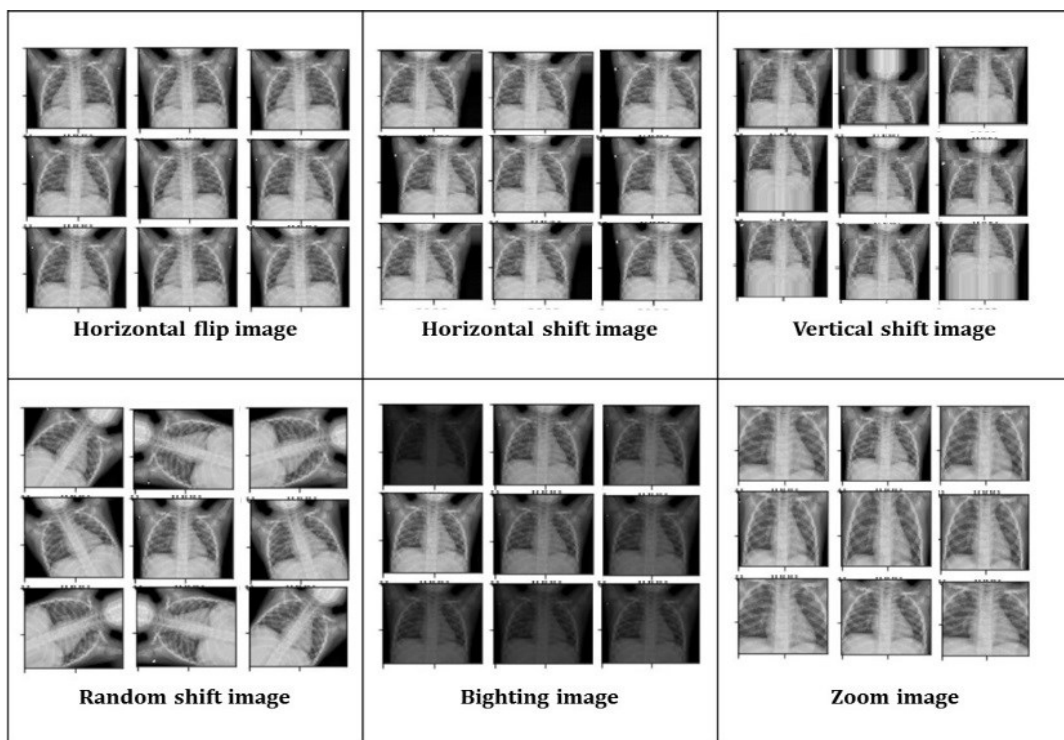 Horizontal flip image
Horizontal shift image
Vertical shift image
Random shift image
Bighting image
Zoom image